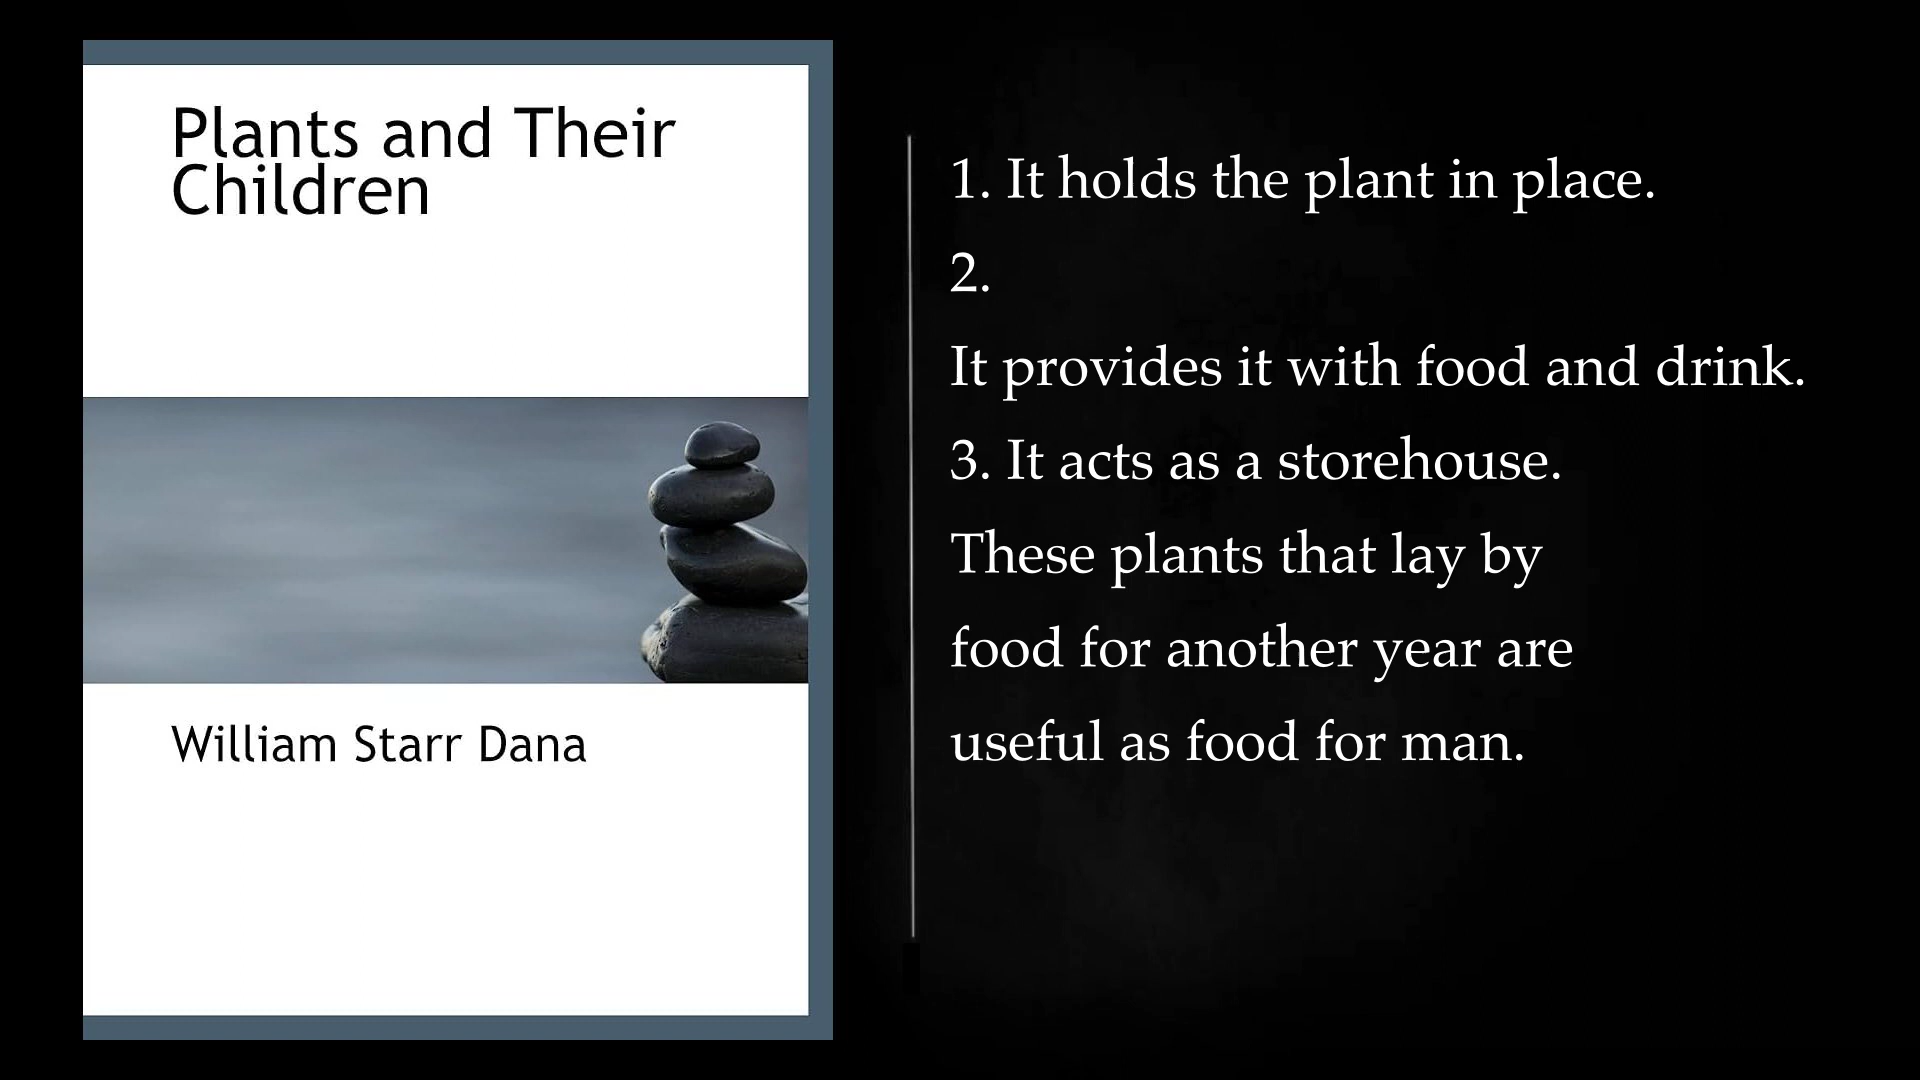 Plants and Their
Children
William Starr Dana
1. It holds the plant in place.
2.
It provides it with food and drink.
3. It acts as a storehouse.
These plants that lay by
food for another year are
useful as food for man.